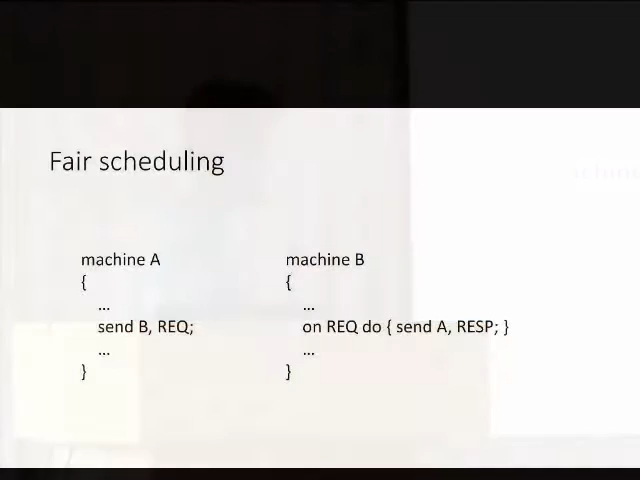 Fair scheduling
machine A
{
...
send B, REQ;
...
}
machine B
{
...
on REQ do { send A, RESP; }
...
}